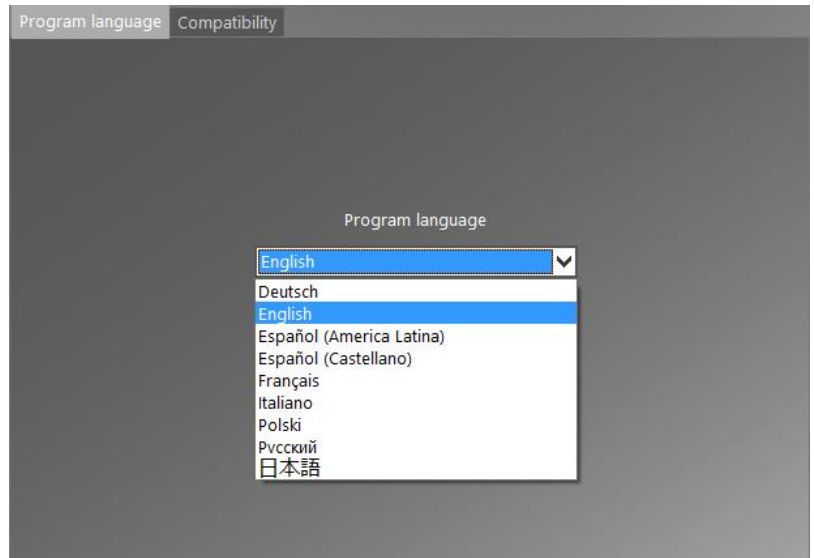 Program language
Compatibility
Program language
English
Deutsch
English
Español (America Latina)
Español (Castellano)
Français
Italiano
Polski
Русский
日本語